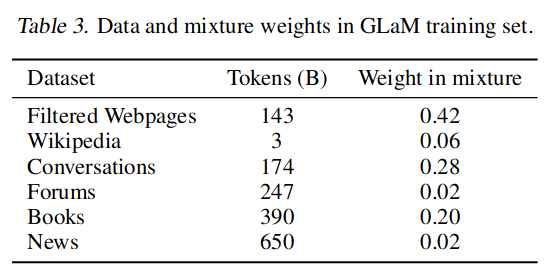 Table 3. Data and mixture weights in GLaM training set.
Dataset Tokens (B) Weight in mixture
Filtered Webpages 143 0.42
Wikipedia 3 0.06
Conversations 174 0.28
Forums 247 0.02
Books 390 0.20
News 650 0.02